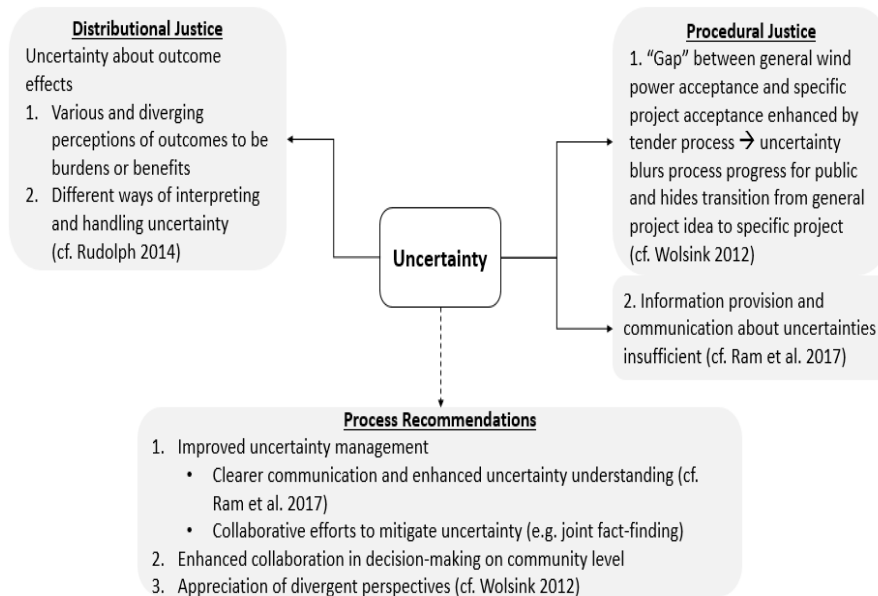 Distributional Justice
Uncertainty about outcome
effects
1. Various and diverging
perceptions of outcomes to be
burdens or benefits
2. Different ways of interpreting
and handling uncertainty
(cf. Rudolph 2014)
Procedural Justice
1. “Gap” between general wind
power acceptance and specific
project acceptance enhanced by
tender process → uncertainty
blurs process progress for public
and hides transition from general
project idea to specific project
(cf. Wolsink 2012)
2. Information provision and
communication about uncertainties
insufficient (cf. Ram et al. 2017)
Uncertainty
Process Recommendations
1. Improved uncertainty management
• Clearer communication and enhanced uncertainty understanding (cf.
Ram et al. 2017)
• Collaborative efforts to mitigate uncertainty (e.g. joint fact-finding)
2. Enhanced collaboration in decision-making on community level
3. Appreciation of divergent perspectives (cf. Wolsink 2012)